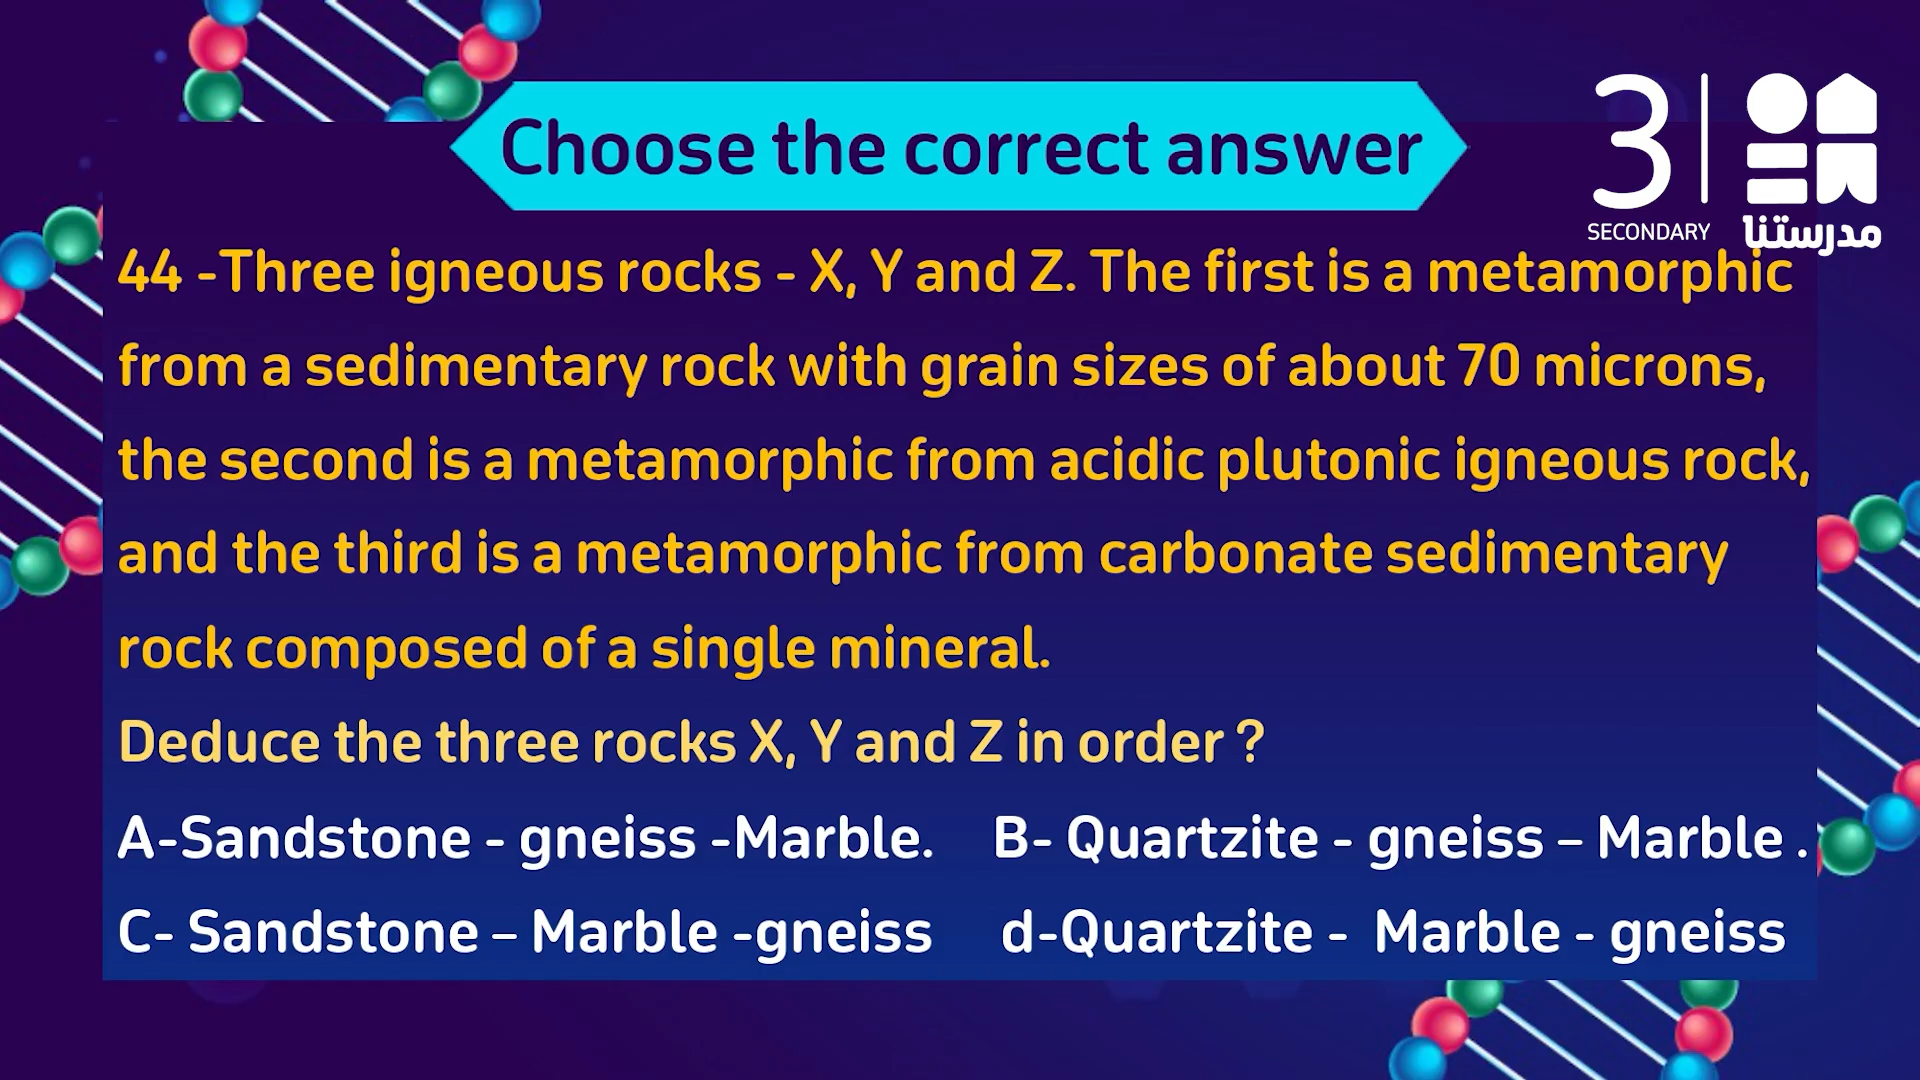 Choose the correct answer
3
SECONDARY
مدرستنا
44 -Three igneous rocks - X, Y and Z. The first is a metamorphic
from a sedimentary rock with grain sizes of about 70 microns,
the second is a metamorphic from acidic plutonic igneous rock,
and the third is a metamorphic from carbonate sedimentary
rock composed of a single mineral.
Deduce the three rocks X, Y and Z in order ?
A-Sandstone - gneiss -Marble. B- Quartzite - gneiss – Marble .
C- Sandstone – Marble -gneiss d-Quartzite - Marble - gneiss